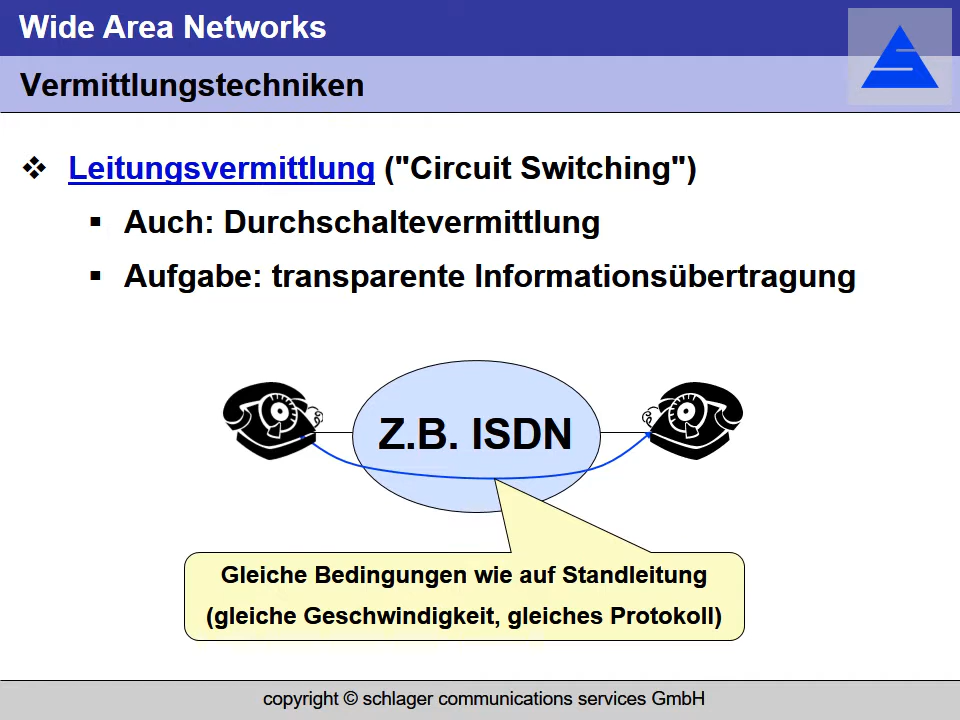 Wide Area Networks
Vermittlungstechniken
Leitungsvermittlung ("Circuit Switching")
Auch: Durchschaltevermittlung
Aufgabe: transparente Informationsübertragung
Z.B. ISDN
Gleiche Bedingungen wie auf Standleitung
(gleiche Geschwindigkeit, gleiches Protokoll)
copyright © schlager communications services GmbH